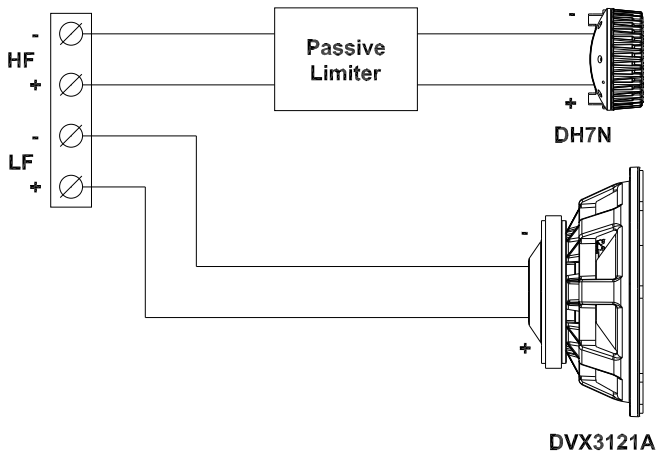 -
HF
+
-
LF
+
Passive
Limiter
-
+
DH7N
-
+
DVX3121A